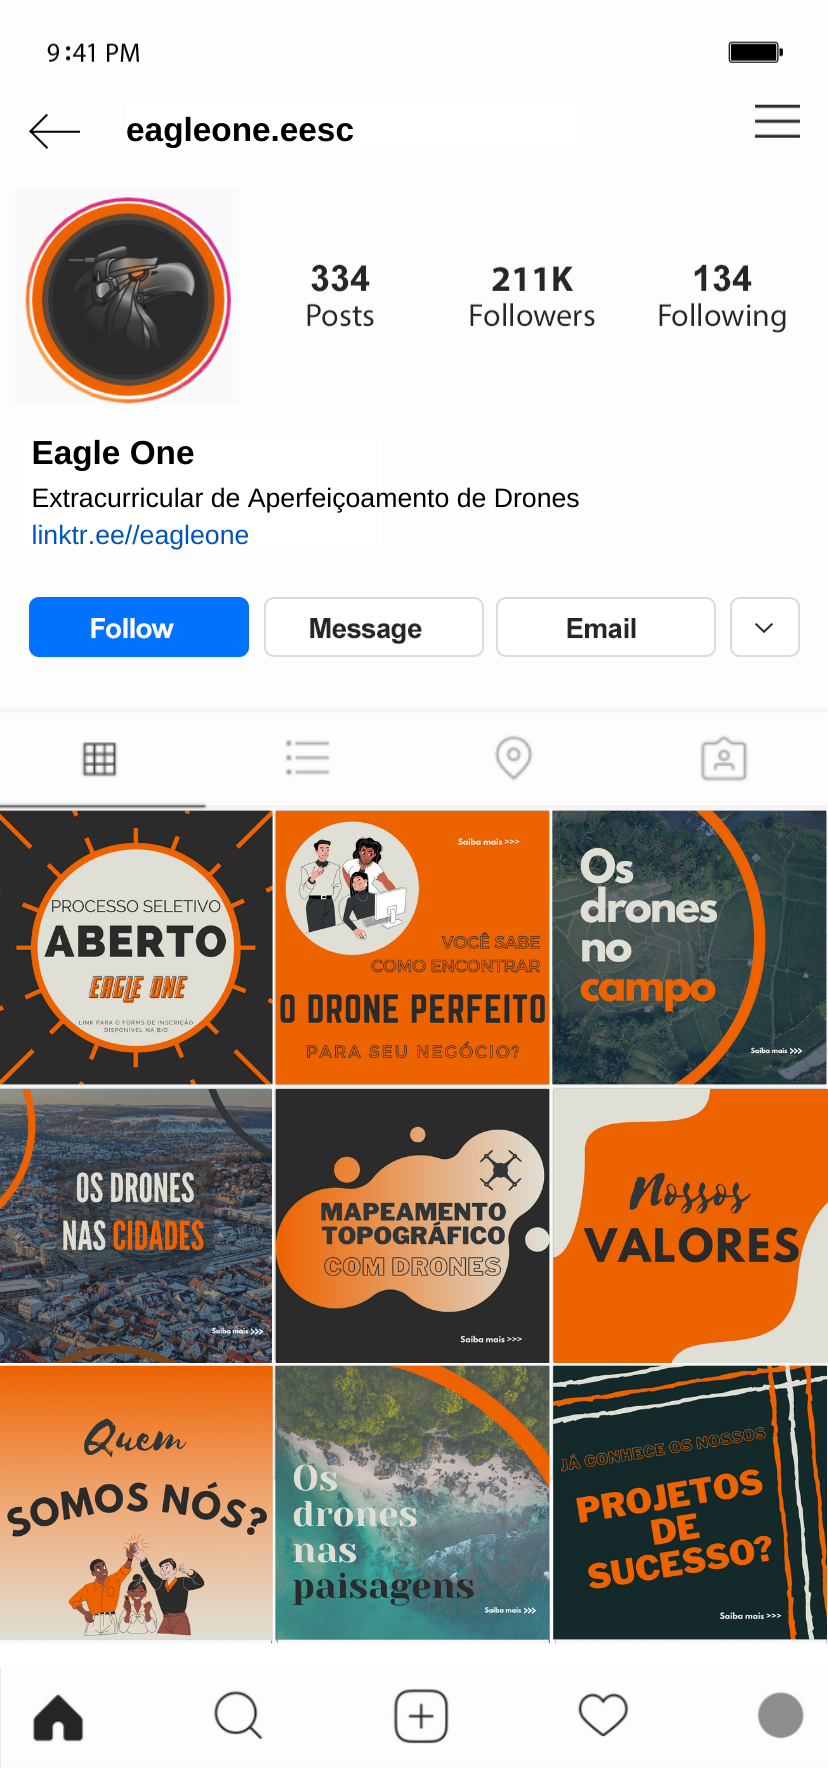 9:41 PM
eagleone.eesc
334
Posts
211K
Followers
134
Following
Eagle One
Extracurricular de Aperfeiçoamento de Drones
linktr.ee//eagleone
Follow
Message
Email
PROCESSO SELETIVO
ABERTO
EAGLE ONE
LINK PARA O FORMS DE INSCRIÇÃO
DISPONÍVEL NA BIO
Saiba mais >>>
VOCÊ SABE
COMO ENCONTRAR
O DRONE PERFEITO
PARA SEU NEGÓCIO?
Os
drones
no
campo
Saiba mais >>>
OS DRONES
NAS CIDADES
Saiba mais >>>
MAPEAMENTO
TOPOGRÁFICO
COM DRONES
Saiba mais >>>
Nossos
VALORES
Quem
SOMOS NÓS?
Os
drones
nas
paisagens
Saiba mais >>>
JÁ CONHECE OS NOSSOS
PROJETOS
DE
SUCESSO?
Saiba mais >>>